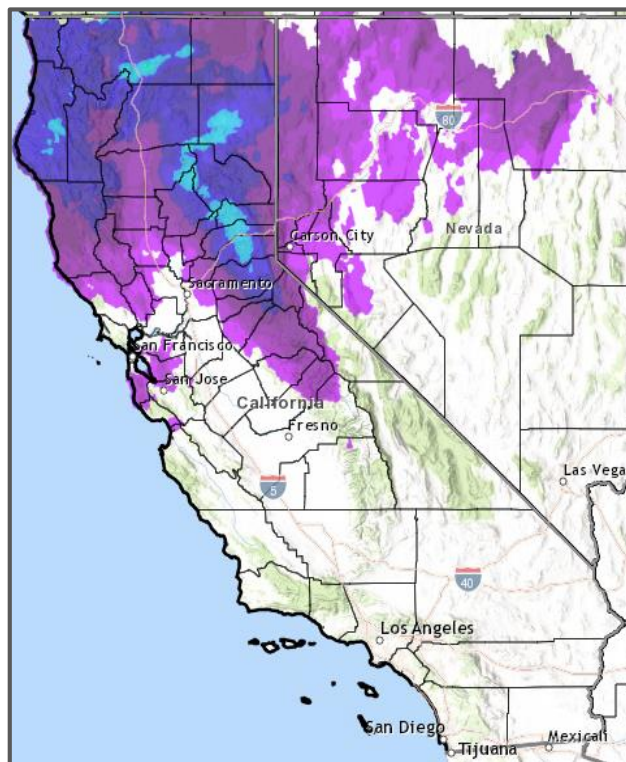 80
Nevada
Carson City
Sacramento
San Francisco
San Jose
California
Fresno
Las Vega
5
40
Los Angeles
San Diego
Tijuana
Mexicali